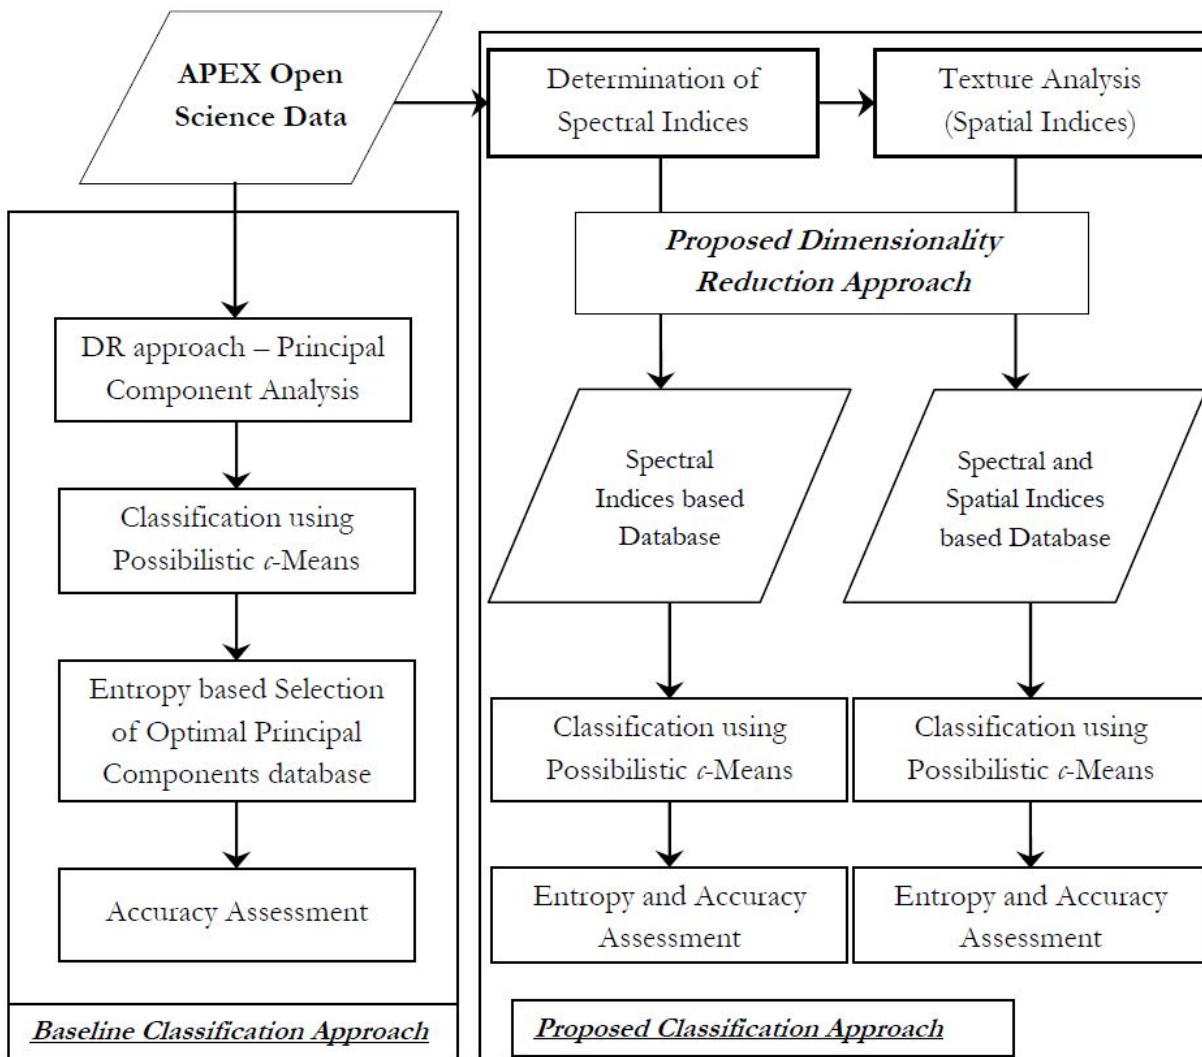 APEX Open
Science Data
DR approach – Principal
Component Analysis
Classification using
Possibilistic c-Means
Entropy based Selection
of Optimal Principal
Components database
Accuracy Assessment
Baseline Classification Approach
Determination of
Spectral Indices
Texture Analysis
(Spatial Indices)
Proposed Dimensionality
Reduction Approach
Spectral
Indices based
Database
Spectral and
Spatial Indices
based Database
Classification using
Possibilistic c-Means
Classification using
Possibilistic c-Means
Entropy and Accuracy
Assessment
Entropy and Accuracy
Assessment
Proposed Classification Approach